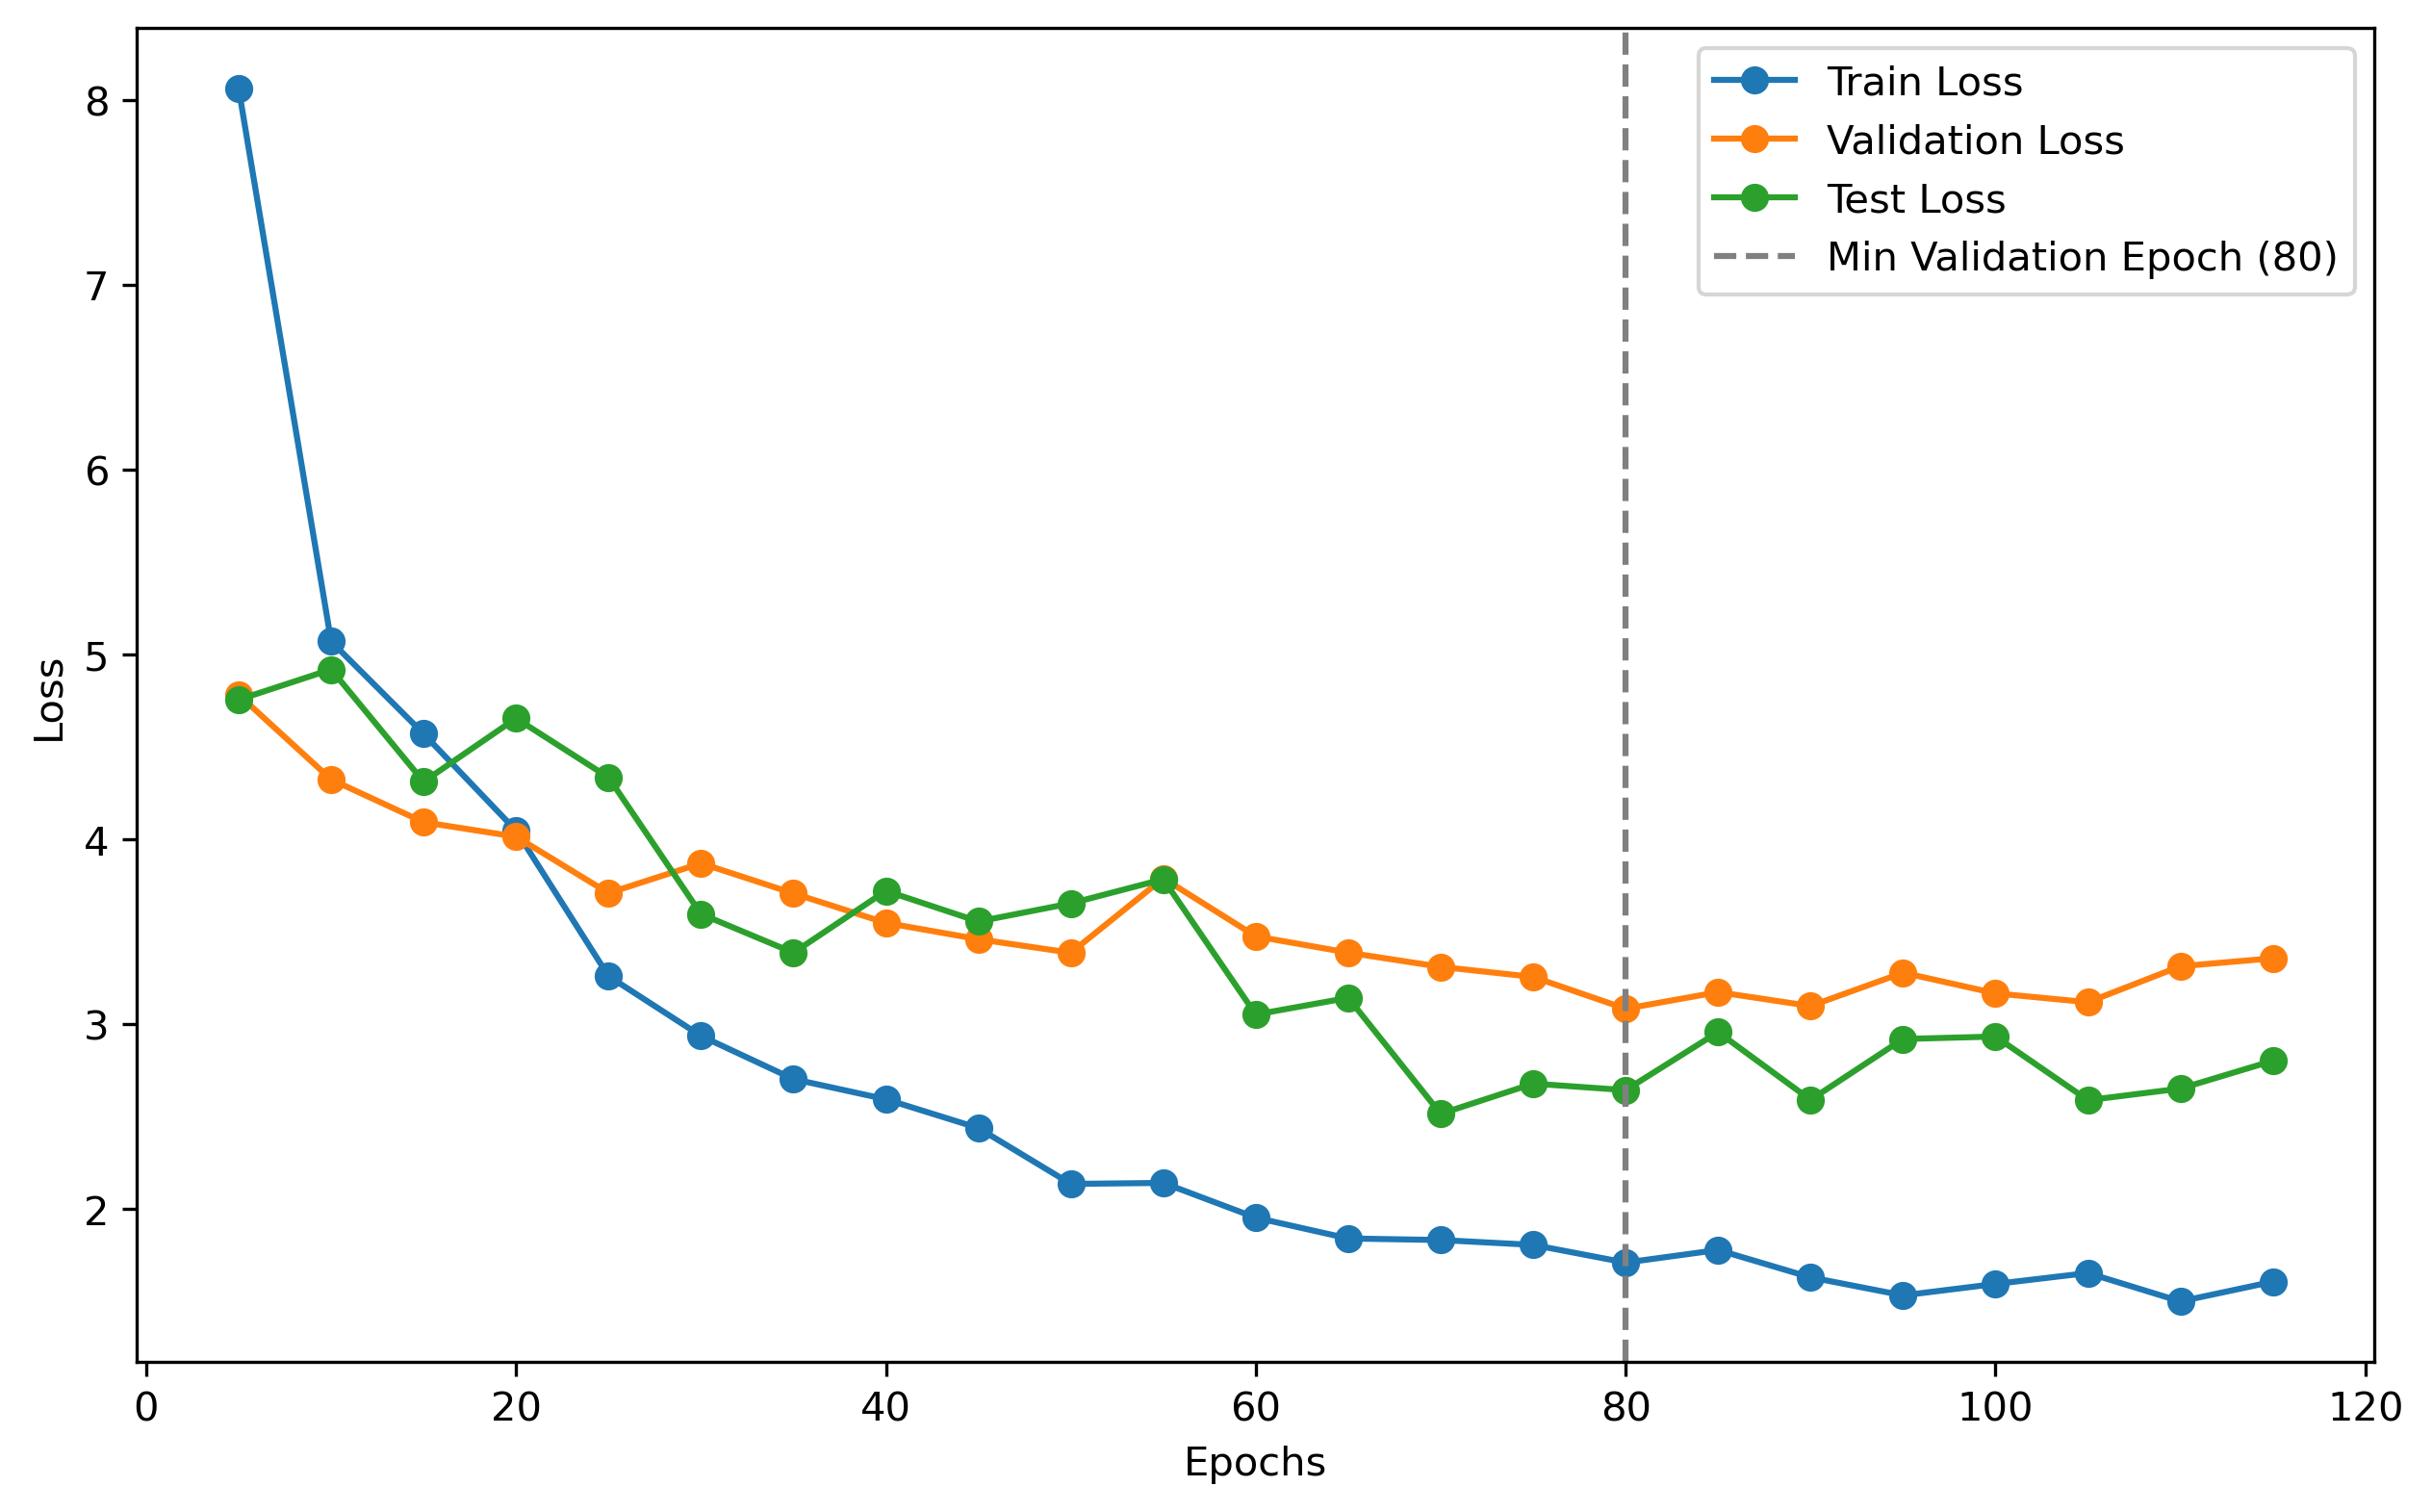 8
7
6
5
4
3
2
Loss
0 20 40 60 80 100 120
Epochs
Train Loss
Validation Loss
Test Loss
Min Validation Epoch (80)